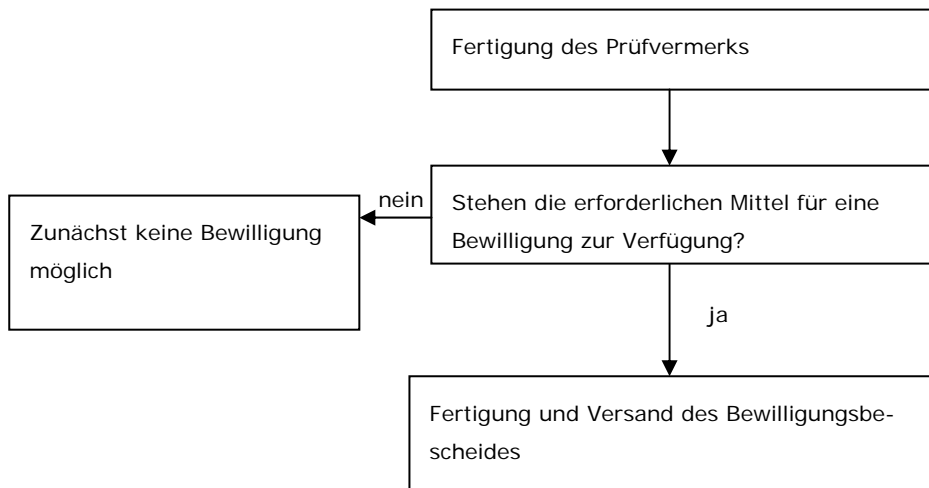 Fertigung des Prüfvermerks
nein
Stehen die erforderlichen Mittel für eine
Bewilligung zur Verfügung?
Zunächst keine Bewilligung
möglich
ja
Fertigung und Versand des Bewilligungsbe-
scheides